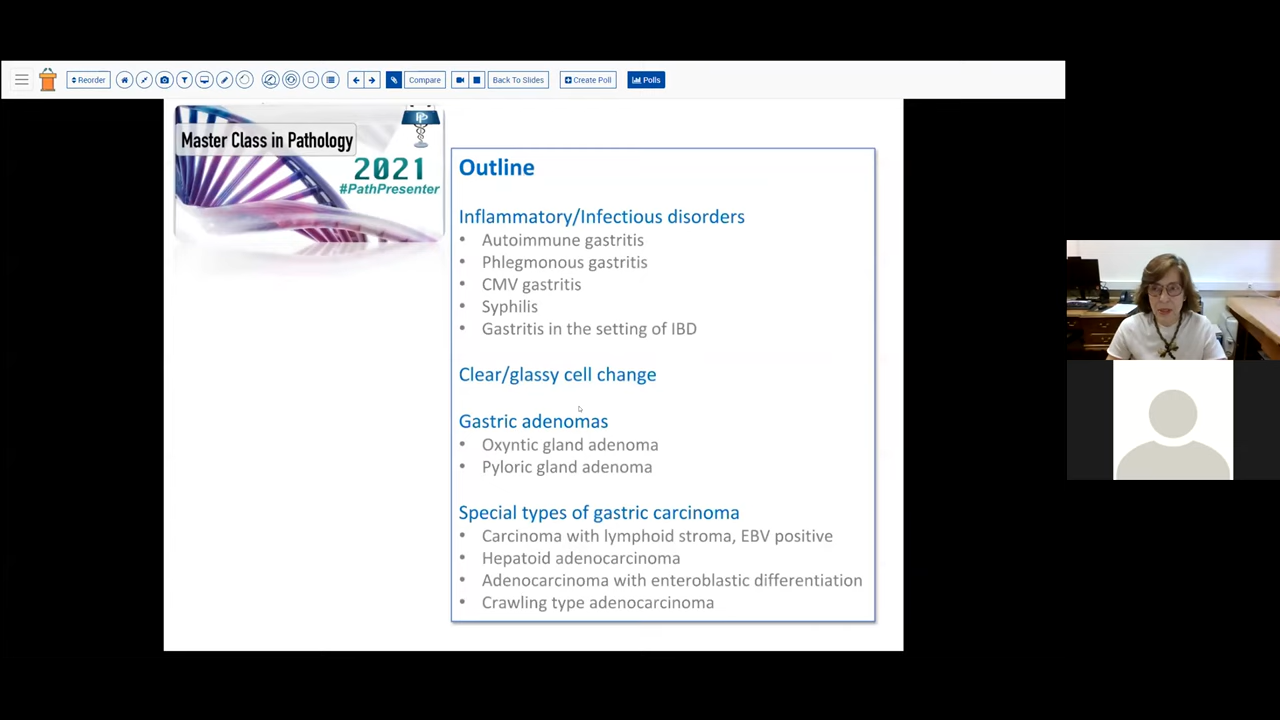 Reorder
Compare
Back To Slides
Create Poll
Polls
Master Class in Pathology
2021
#PathPresenter
Outline
Inflammatory/Infectious disorders
• Autoimmune gastritis
• Phlegmonous gastritis
• CMV gastritis
• Syphilis
• Gastritis in the setting of IBD
Clear/glassy cell change
Gastric adenomas
• Oxyntic gland adenoma
• Pyloric gland adenoma
Special types of gastric carcinoma
• Carcinoma with lymphoid stroma, EBV positive
• Hepatoid adenocarcinoma
• Adenocarcinoma with enteroblastic differentiation
• Crawling type adenocarcinoma